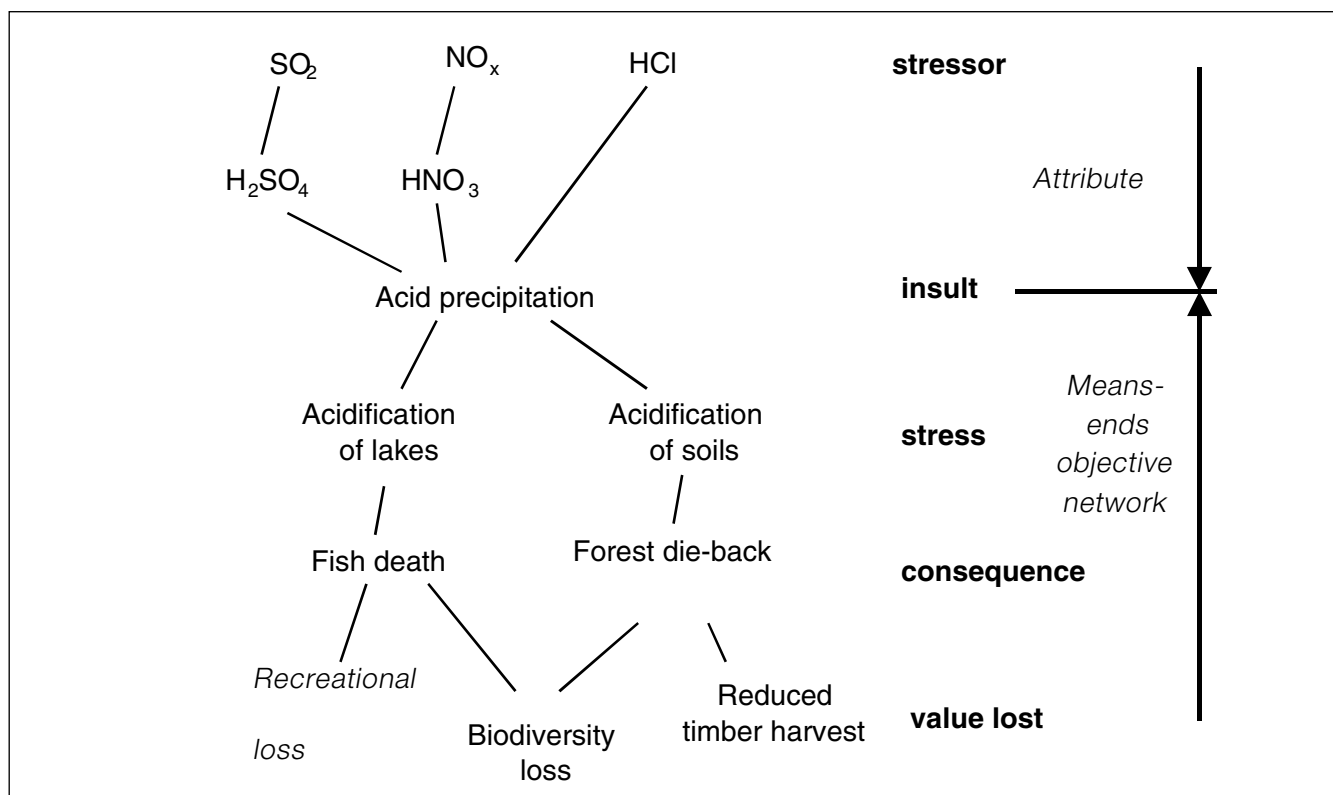 SO₂ NOₓ HCl stressor
H₂SO₄ HNO₃ Attribute
Acid precipitation insult
Acidification
of lakes
Acidification
of soils
stress
Means-
ends
objective
network
Fish death Forest die-back consequence
Recreational
loss
Biodiversity
loss
Reduced
timber harvest
value lost